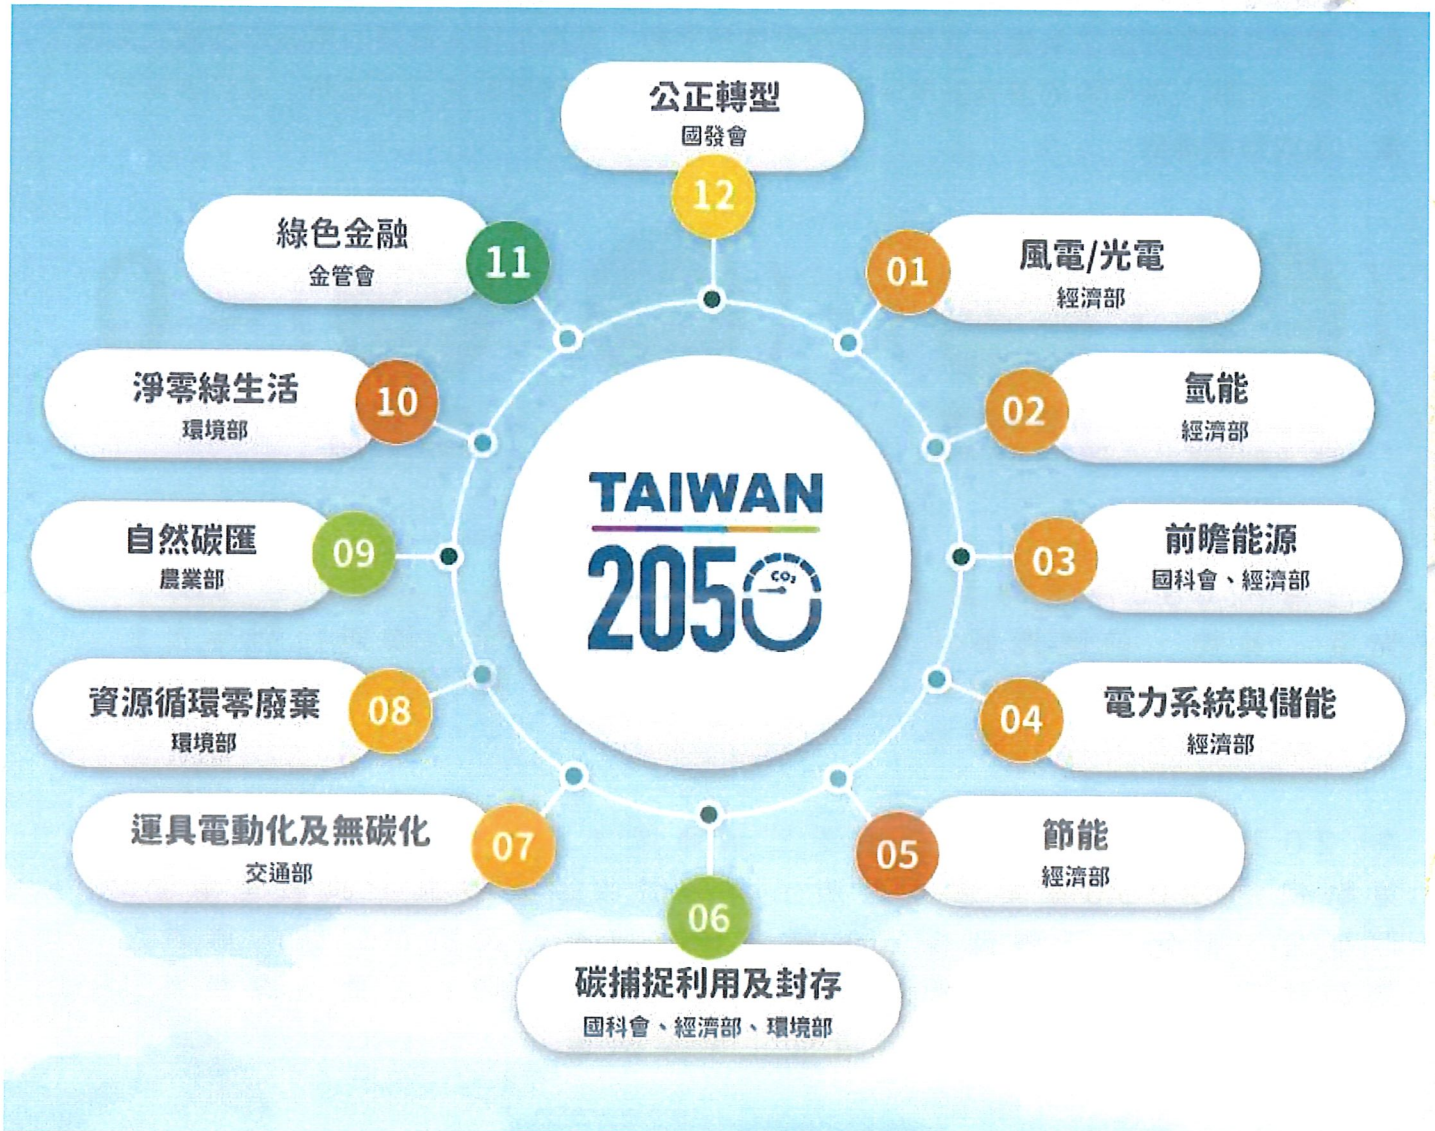 公正轉型
國發會
12
風電/光電
經濟部
01
氫能
經濟部
02
前瞻能源
國科會、經濟部
03
電力系統與儲能
經濟部
04
節能
經濟部
05
碳捕捉利用及封存
國科會、經濟部、環境部
06
運具電動化及無碳化
交通部
07
資源循環零廢棄
環境部
08
自然碳匯
農業部
09
淨零綠生活
環境部
10
綠色金融
金管會
11
TAIWAN
2050
CO₂